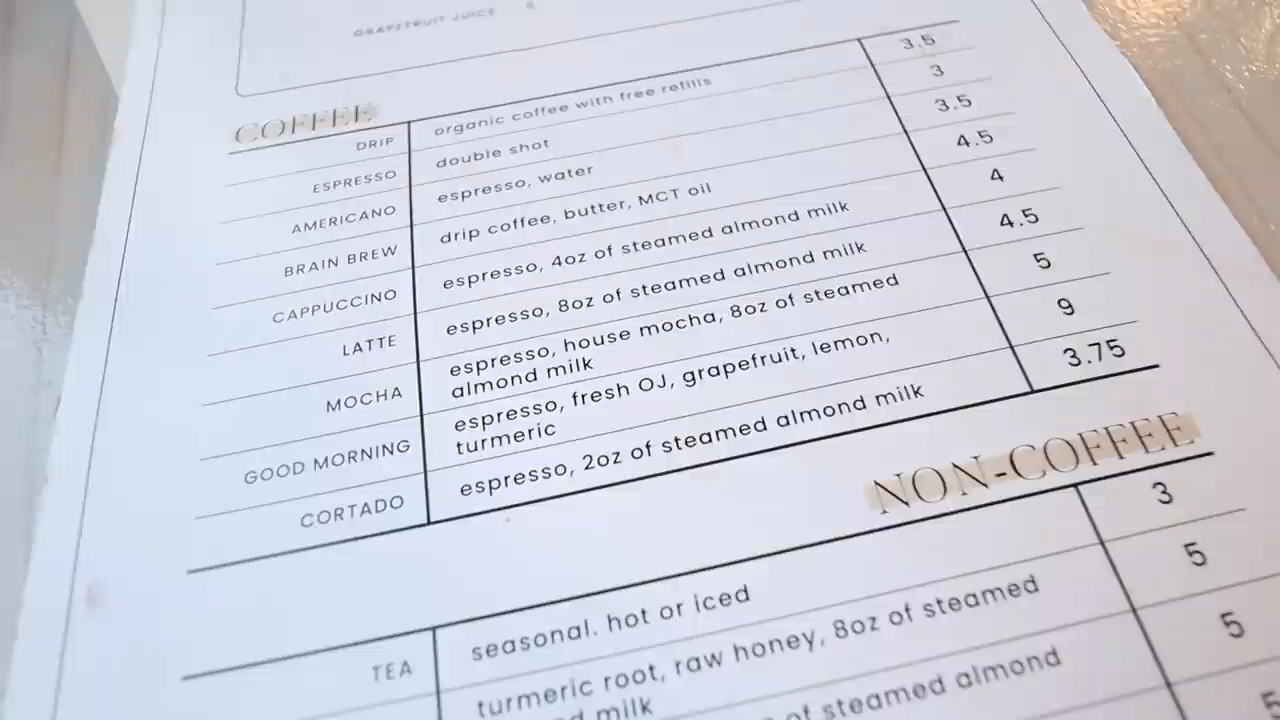 GRAPEFRUIT JUICE
COFFEE
DRIP organic coffee with free refills 3.5
ESPRESSO double shot 3
AMERICANO espresso, water 3.5
BRAIN BREW drip coffee, butter, MCT oil 4.5
CAPPUCCINO espresso, 4oz of steamed almond milk 4
LATTE espresso, 8oz of steamed almond milk 4.5
MOCHA espresso, house mocha, 8oz of steamed 5
almond milk
GOOD MORNING espresso, fresh OJ, grapefruit, lemon, 9
turmeric
CORTADO espresso, 2oz of steamed almond milk 3.75
NON-COFFEE
TEA seasonal. hot or iced 3
turmeric root, raw honey, 8oz of steamed 5
milk
of steamed almond 5